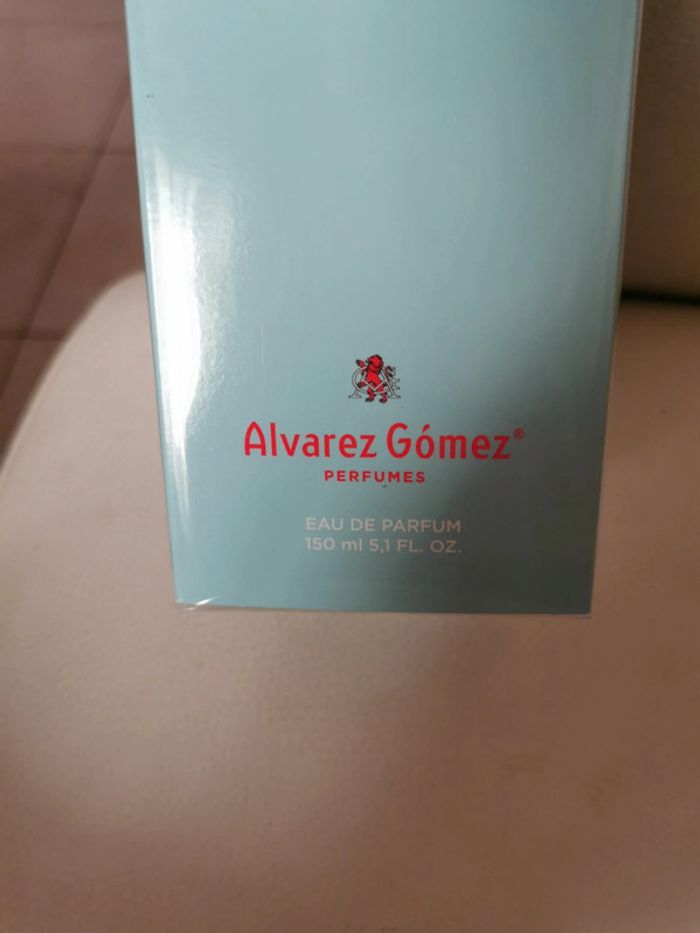 Alvarez Gómez®
PERFUMES
EAU DE PARFUM
150 ml 5,1 FL. OZ.